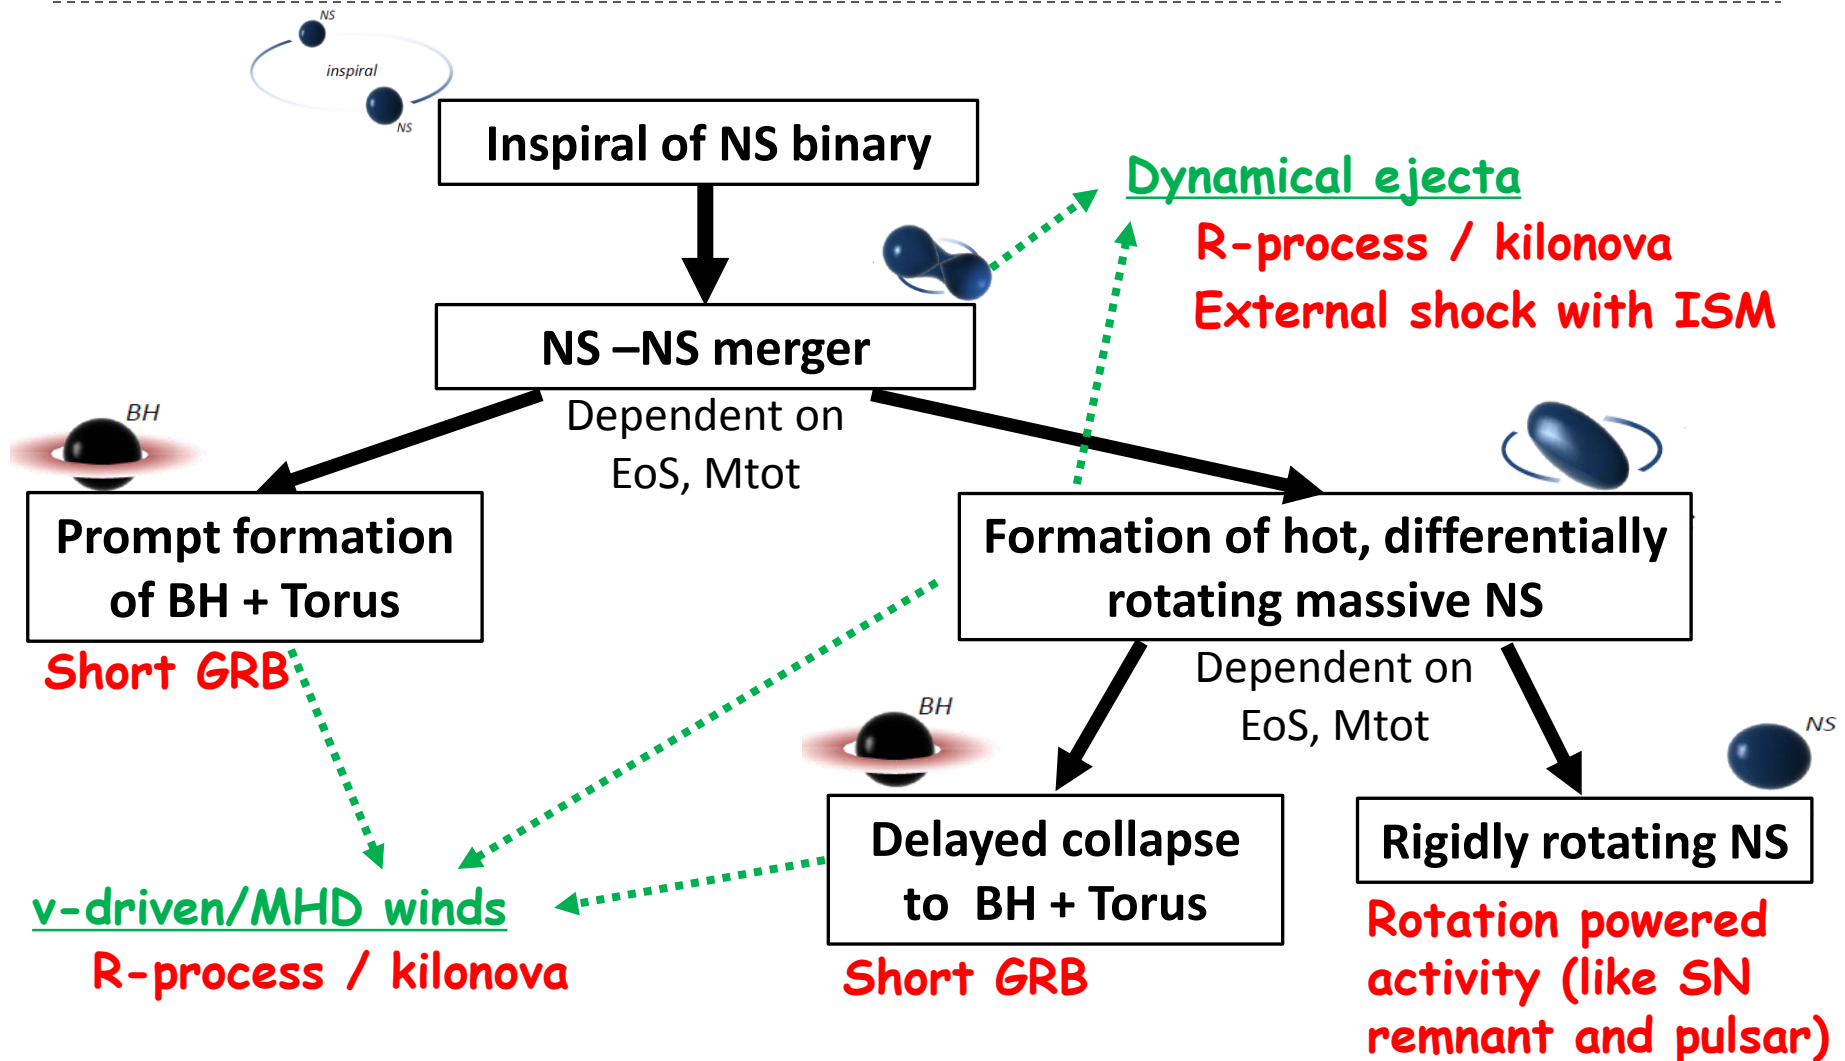 NS
inspiral
NS
Inspiral of NS binary
Dynamical ejecta
R-process / kilonova
External shock with ISM
NS –NS merger
Dependent on
EoS, Mtot
BH
Prompt formation
of BH + Torus
Short GRB
Formation of hot, differentially
rotating massive NS
Dependent on
EoS, Mtot
BH
NS
Delayed collapse
to BH + Torus
Short GRB
Rigidly rotating NS
Rotation powered
activity (like SN
remnant and pulsar)
ν-driven/MHD winds
R-process / kilonova